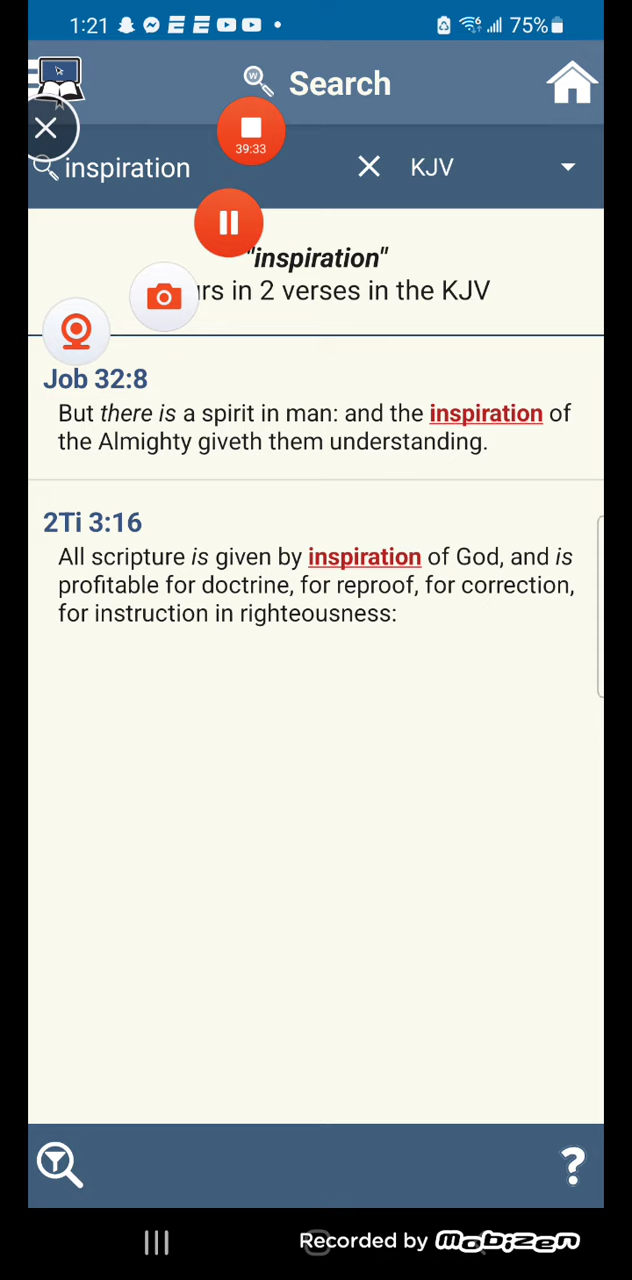 1:21
75%
W
Search
39:33
inspiration
KJV
"inspiration"
urs in 2 verses in the KJV
Job 32:8
But there is a spirit in man: and the inspiration of
the Almighty giveth them understanding.
2Ti 3:16
All scripture is given by inspiration of God, and is
profitable for doctrine, for reproof, for correction,
for instruction in righteousness:
?
Recorded by Mobizen